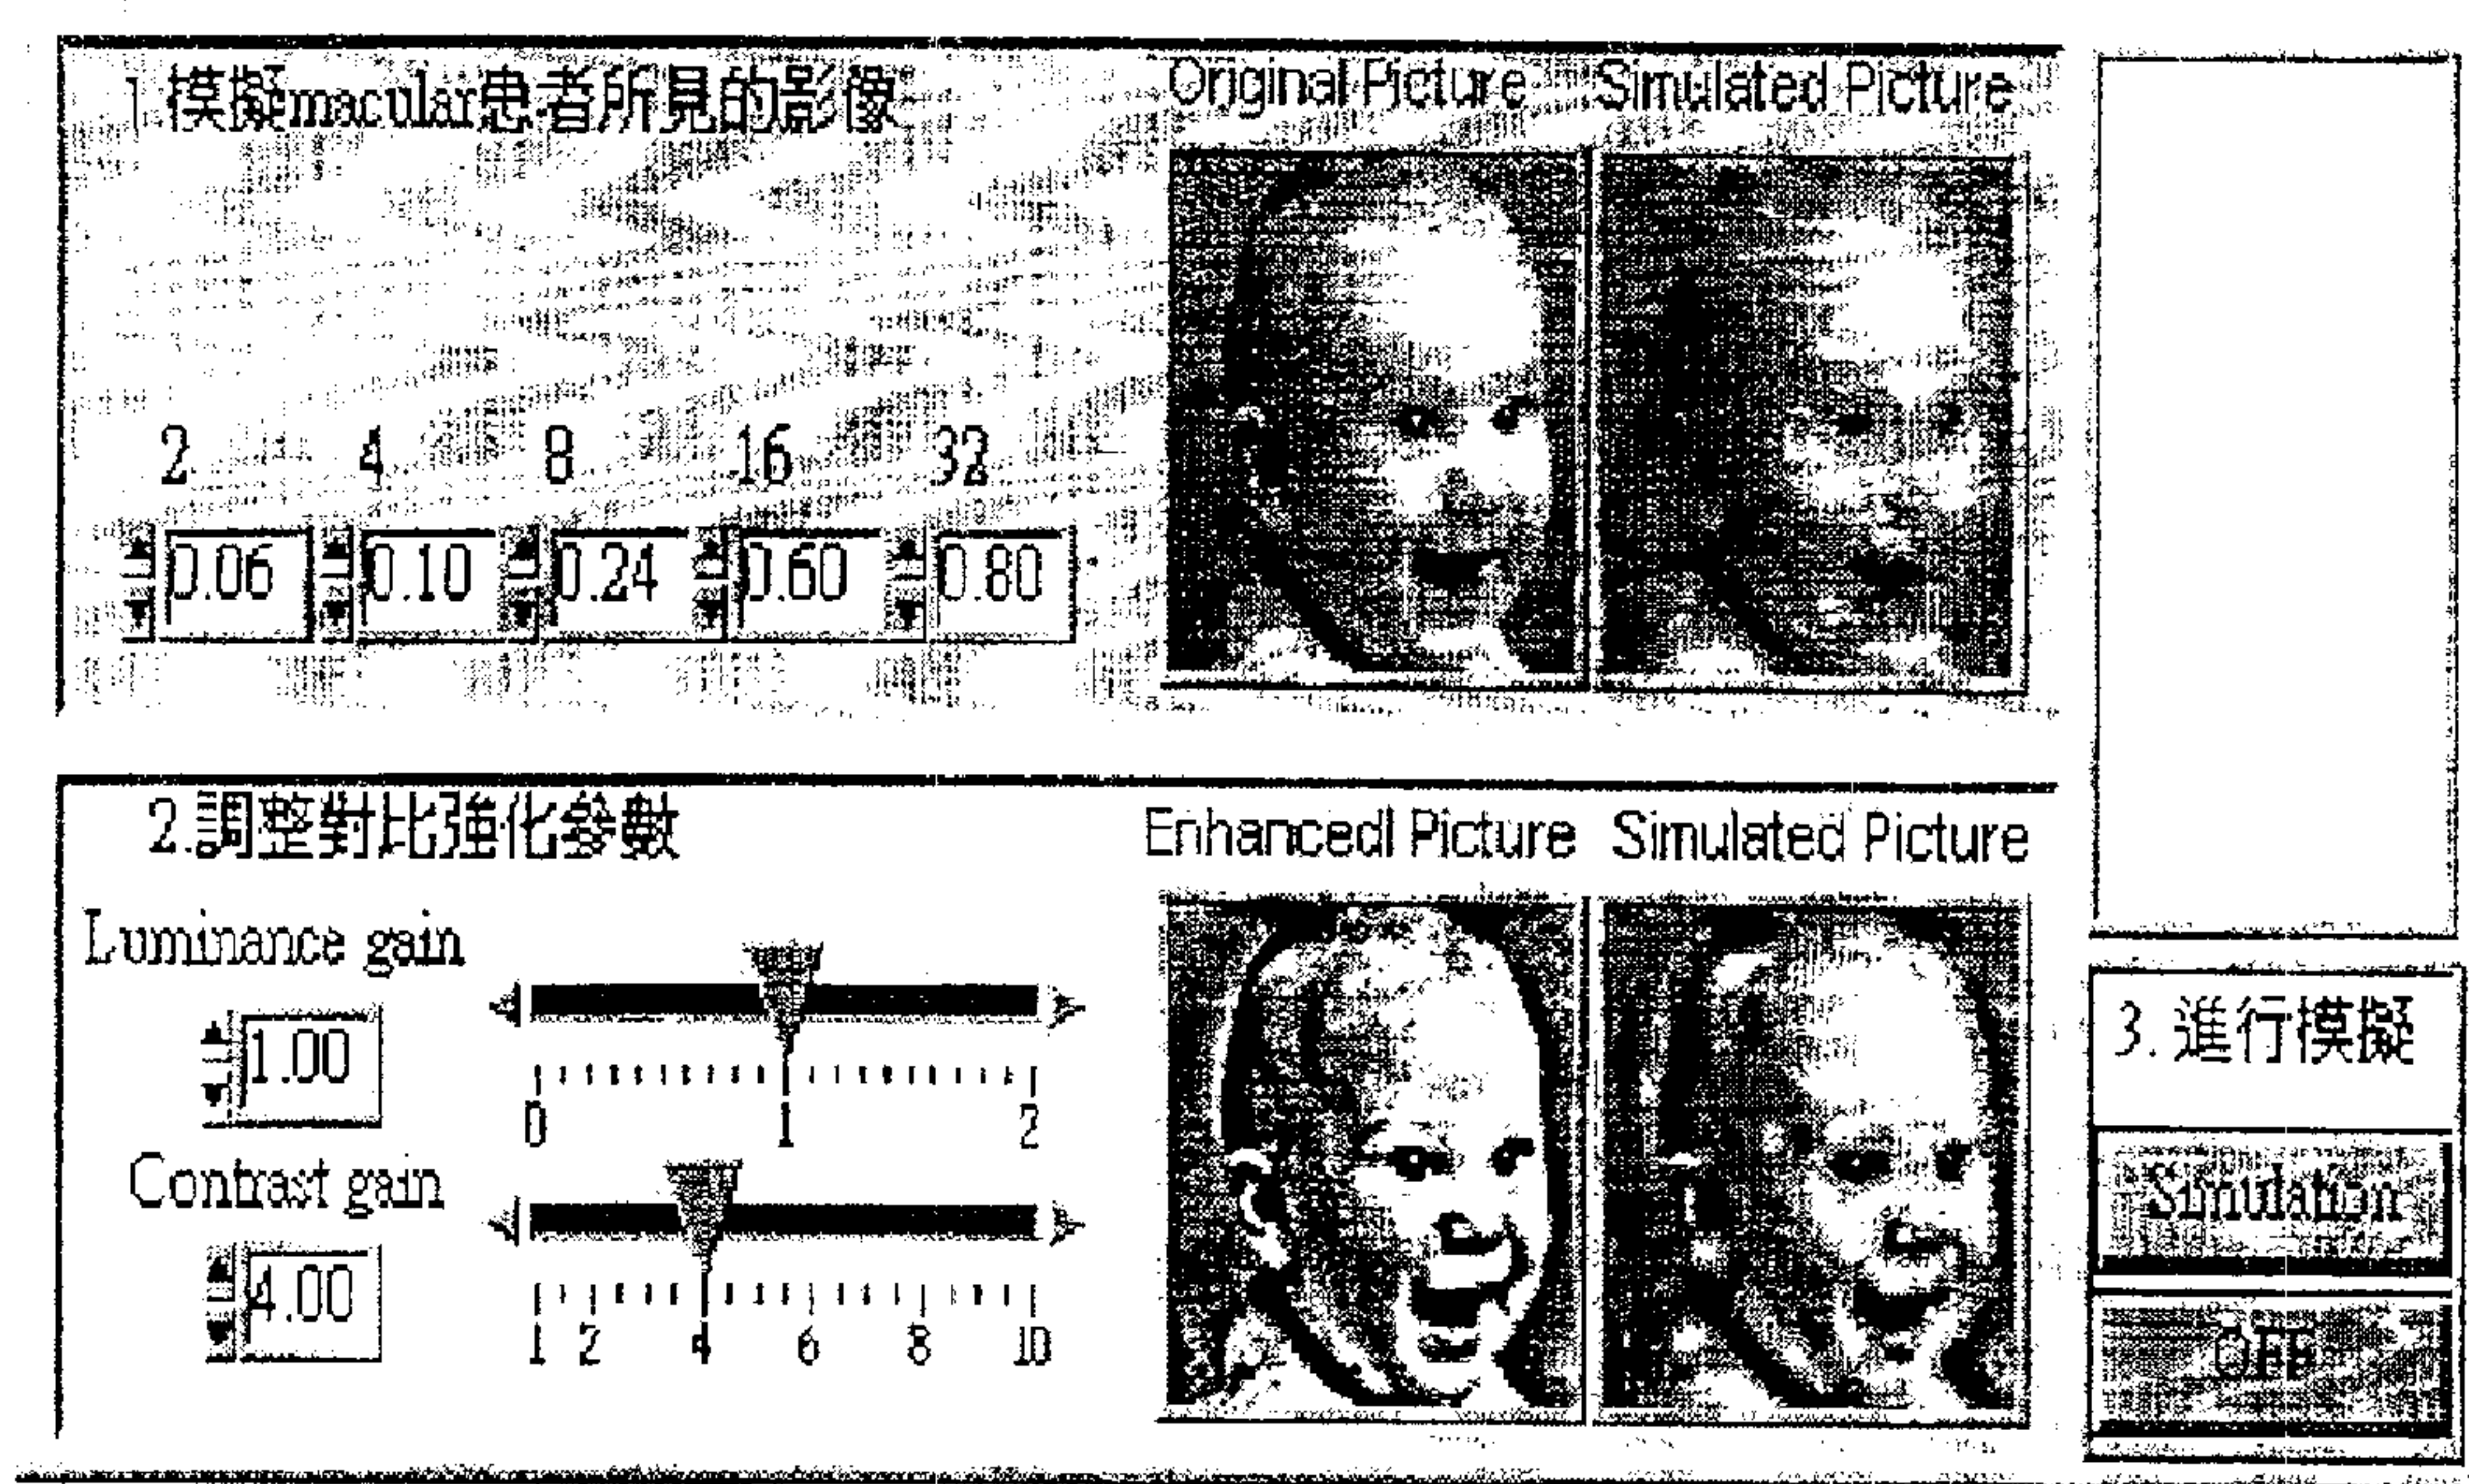 1.模擬macular患者所見的影像
Original Picture Simulated Picture
2 4 8 16 32
0.06 0.10 0.24 0.60 0.80
2.調整對比強化參數
Enhancedl Picture Simulated Picture
Luminance gain
1.00
0 1 2
Contrast gain
4.00
1 2 4 6 8 10
3. 進行模擬
Simulation
OFF